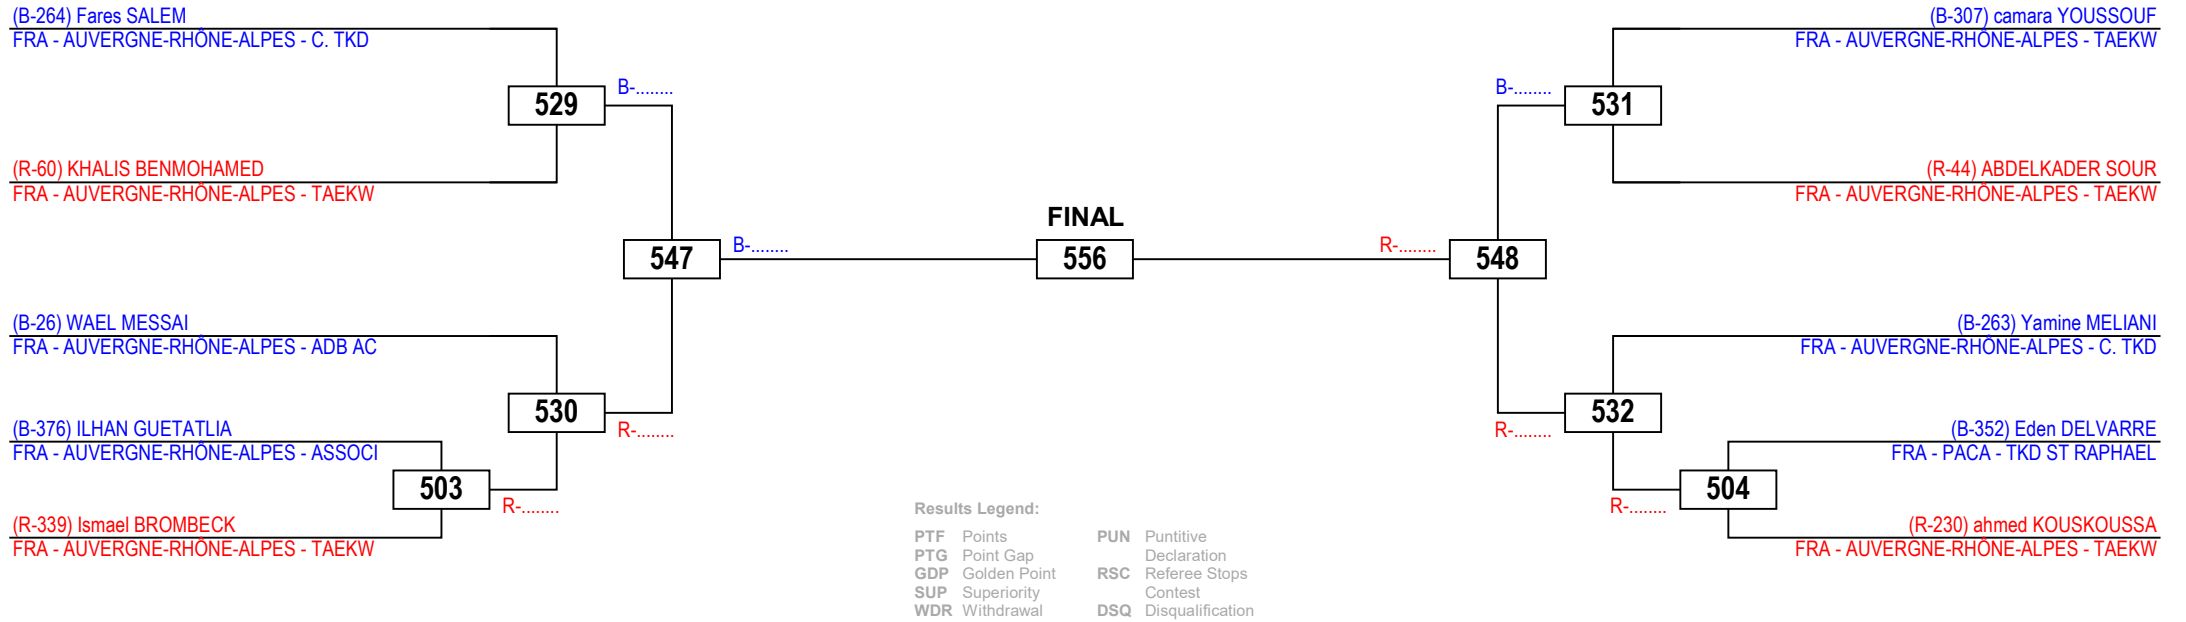 (B-264) Fares SALEM
FRA - AUVERGNE-RHÔNE-ALPES - C. TKD
529
B-........
(R-60) KHALIS BENMOHAMED
FRA - AUVERGNE-RHÔNE-ALPES - TAEKW
547
B-........
(B-26) WAEL MESSAI
FRA - AUVERGNE-RHÔNE-ALPES - ADB AC
530
R-........
(B-376) ILHAN GUETATLIA
FRA - AUVERGNE-RHÔNE-ALPES - ASSOCI
503
R-........
(R-339) Ismael BROMBECK
FRA - AUVERGNE-RHÔNE-ALPES - TAEKW
FINAL
556
(B-307) camara YOUSSOUF
FRA - AUVERGNE-RHÔNE-ALPES - TAEKW
B-........
531
(R-44) ABDELKADER SOUR
FRA - AUVERGNE-RHÔNE-ALPES - TAEKW
R-........
548
(B-263) Yamine MELIANI
FRA - AUVERGNE-RHÔNE-ALPES - C. TKD
R-........
532
(B-352) Eden DELVARRE
FRA - PACA - TKD ST RAPHAEL
R-........
504
(R-230) ahmed KOUSKOUSSA
FRA - AUVERGNE-RHÔNE-ALPES - TAEKW
Results Legend:
PTF Points
PTG Point Gap
GDP Golden Point
SUP Superiority
WDR Withdrawal
PUN Puntitive
Declaration
RSC Referee Stops
Contest
DSQ Disqualification